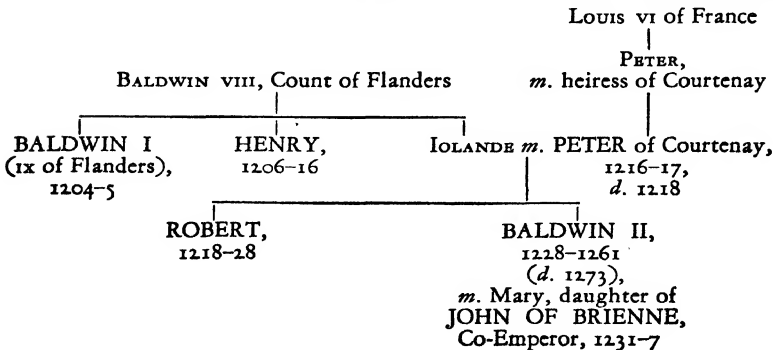 Louis VI of France
Peter,
Baldwin VIII, Count of Flanders
m. heiress of Courtenay
BALDWIN I
HENRY,
Iolande m. PETER of Courtenay,
(IX of Flanders),
1206–16
1216–17,
1204–5
d. 1218
ROBERT,
BALDWIN II,
1218–28
1228–1261
(d. 1273),
m. Mary, daughter of
JOHN OF BRIENNE,
Co-Emperor, 1231–7